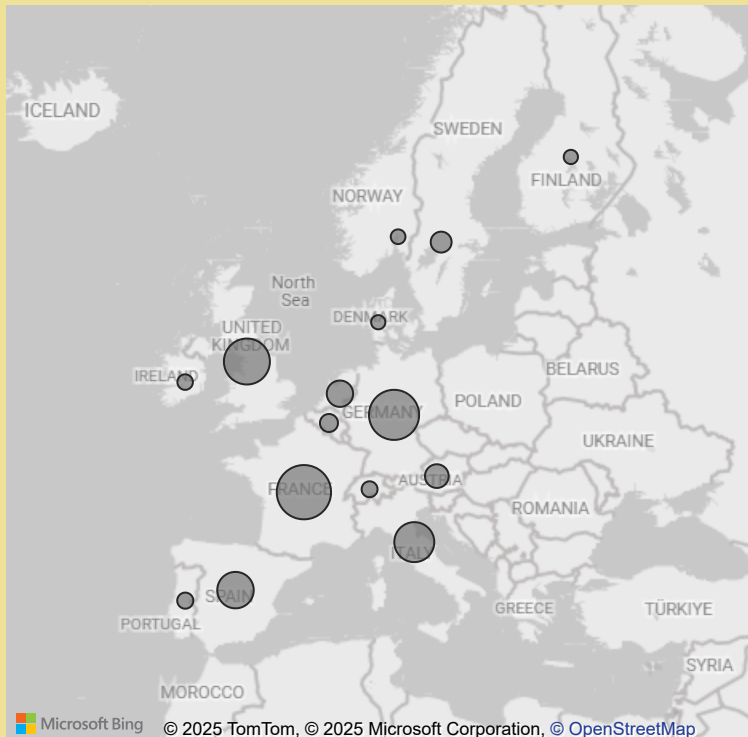 ICELAND
SWEDEN
FINLAND
NORWAY
North
Sea
DENMARK
UNITED
KINGDOM
IRELAND
BELARUS
GERMANY
POLAND
UKRAINE
AUSTRIA
FRANCE
ROMANIA
ITALY
SPAIN
GREECE
TÜRKIYE
PORTUGAL
SYRIA
MOROCCO
Microsoft Bing
© 2025 TomTom, © 2025 Microsoft Corporation, © OpenStreetMap